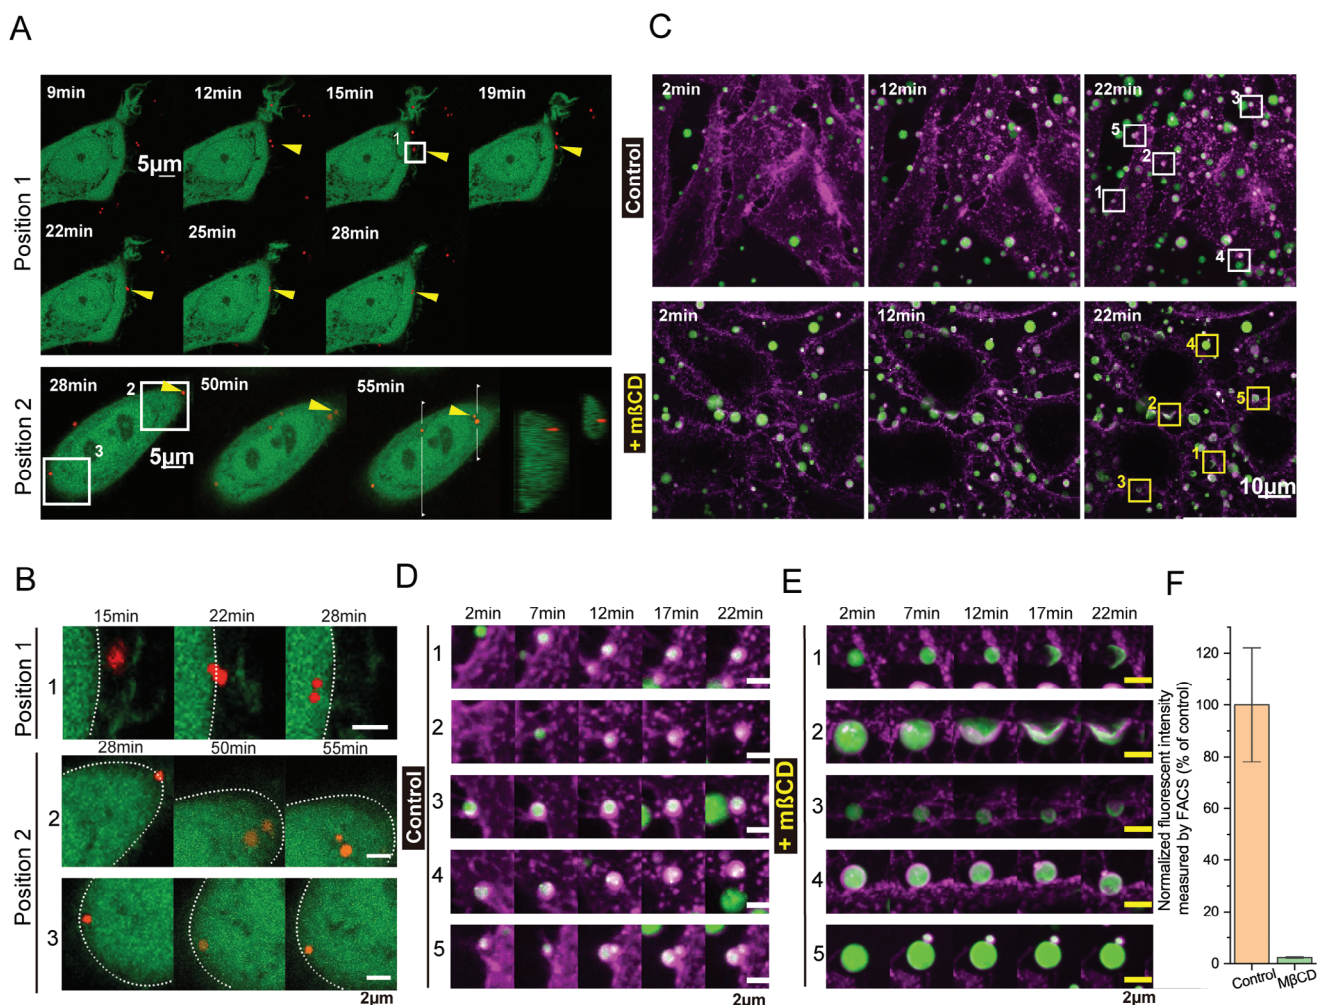 A
Position 1
9min 12min 15min 19min
1
5µm
22min 25min 28min
Position 2
28min 50min 55min
2
3
5µm
C
Control
2min 12min 22min
3
5
2
1
4
+ mßCD
2min 12min 22min
4
5
2
1
3
10µm
B
15min 22min 28min
Position 1
1
28min 50min 55min
Position 2
2
3
2µm
D
2min 7min 12min 17min 22min
Control
1
2
3
4
5
2µm
E
2min 7min 12min 17min 22min
+ mßCD
1
2
3
4
5
2µm
F
Normalized fluorescent intensity
measured by FACS (% of control)
120
100
80
60
40
20
0
Control MβCD